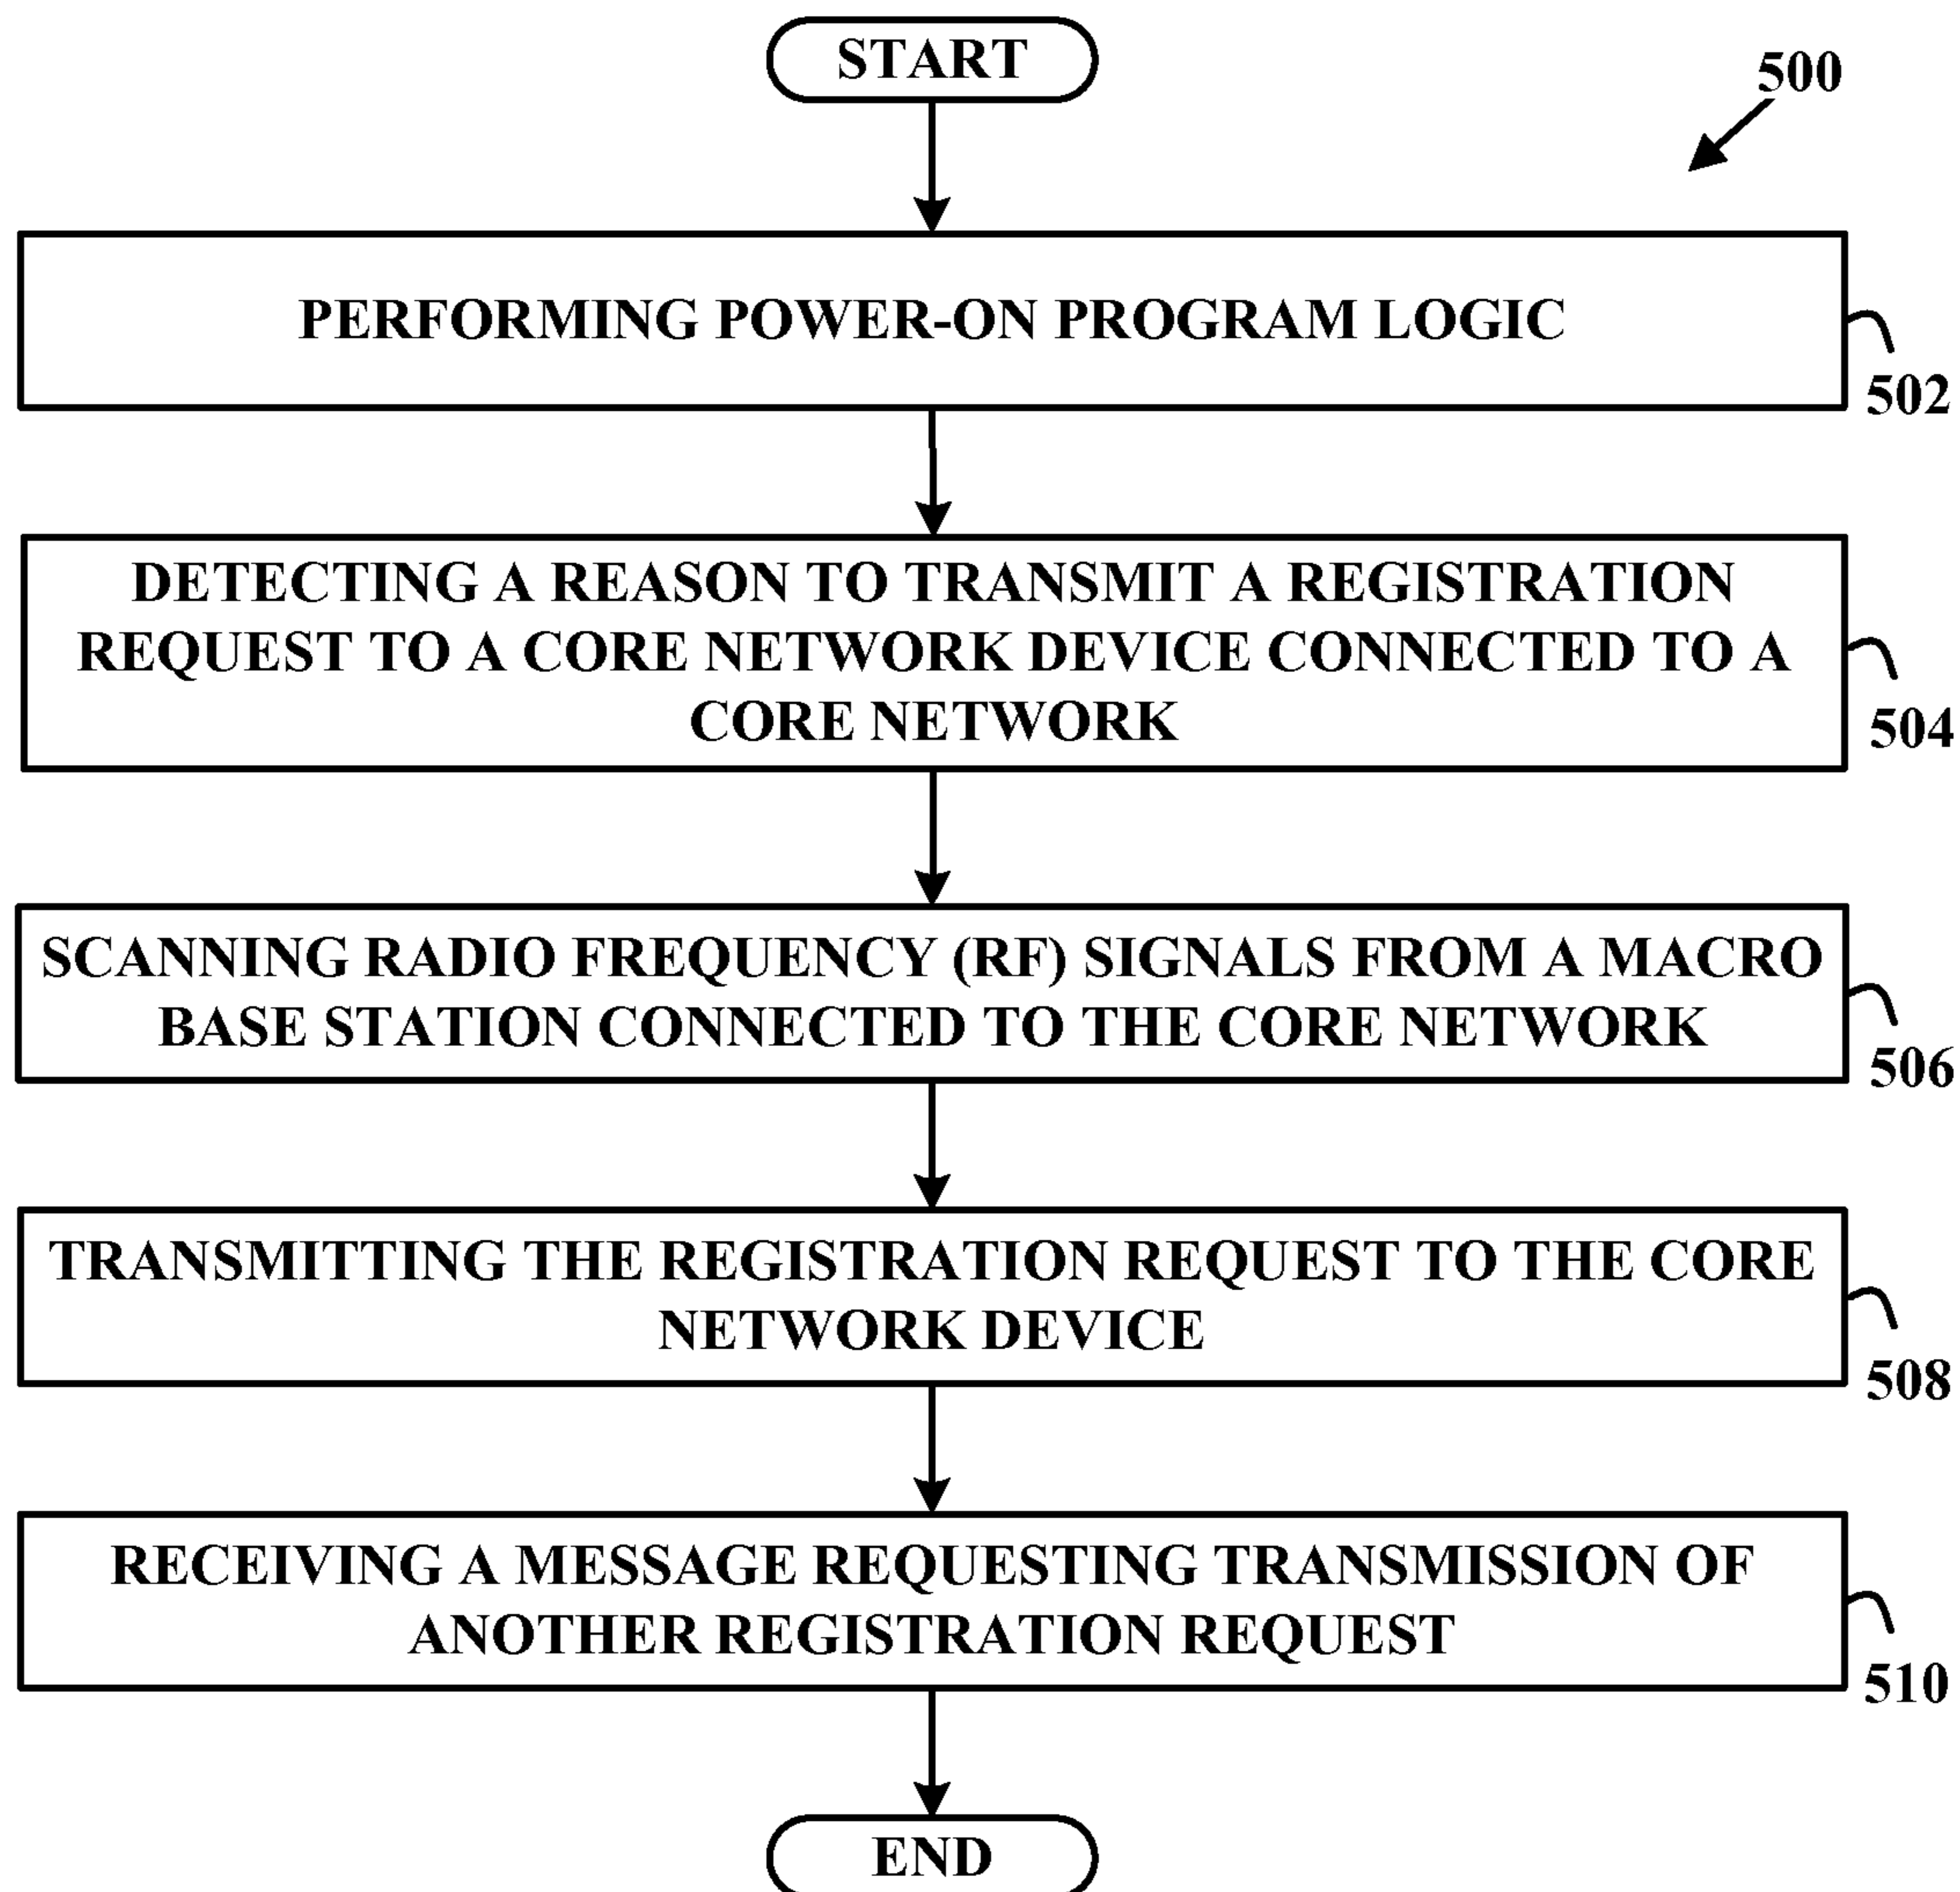 START
500
PERFORMING POWER-ON PROGRAM LOGIC
502
DETECTING A REASON TO TRANSMIT A REGISTRATION
REQUEST TO A CORE NETWORK DEVICE CONNECTED TO A
CORE NETWORK
504
SCANNING RADIO FREQUENCY (RF) SIGNALS FROM A MACRO
BASE STATION CONNECTED TO THE CORE NETWORK
506
TRANSMITTING THE REGISTRATION REQUEST TO THE CORE
NETWORK DEVICE
508
RECEIVING A MESSAGE REQUESTING TRANSMISSION OF
ANOTHER REGISTRATION REQUEST
510
END